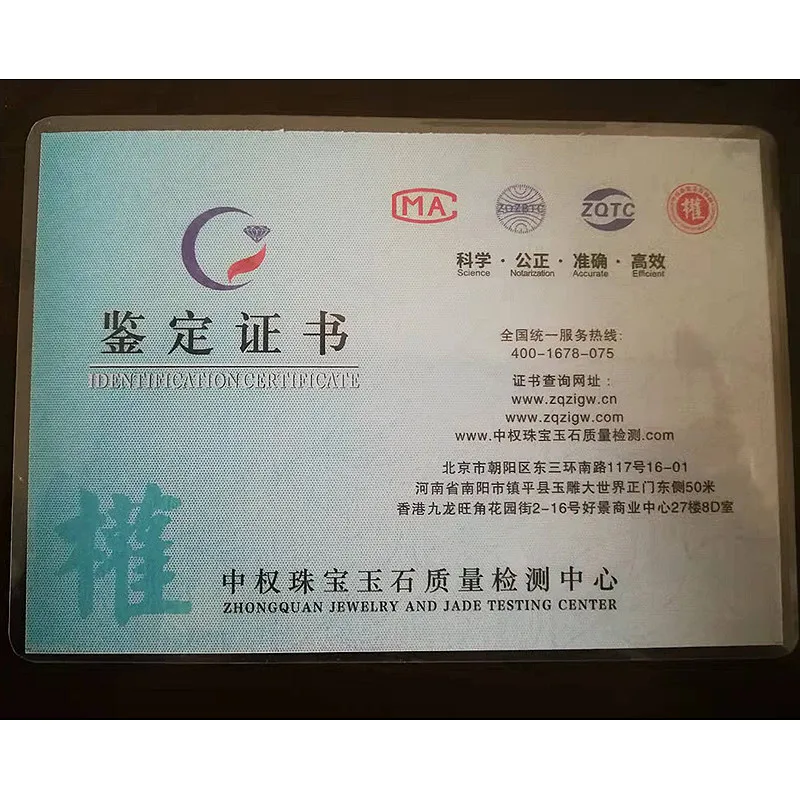 CMA
ZQZBTC
ZQTC
權
科学·公正·准确·高效
Science Notarization Accurate Efficient
鉴定证书
IDENTIFICATION CERTIFICATE
全国统一服务热线:
400-1678-075
证书查询网址:
www.zqzigw.cn
www.zqzigw.com
www.中权珠宝玉石质量检测.com
北京市朝阳区东三环南路117号16-01
河南省南阳市镇平县玉雕大世界正门东侧50米
香港九龙旺角花园街2-16号好景商业中心27楼8D室
權
中权珠宝玉石质量检测中心
ZHONGQUAN JEWELRY AND JADE TESTING CENTER